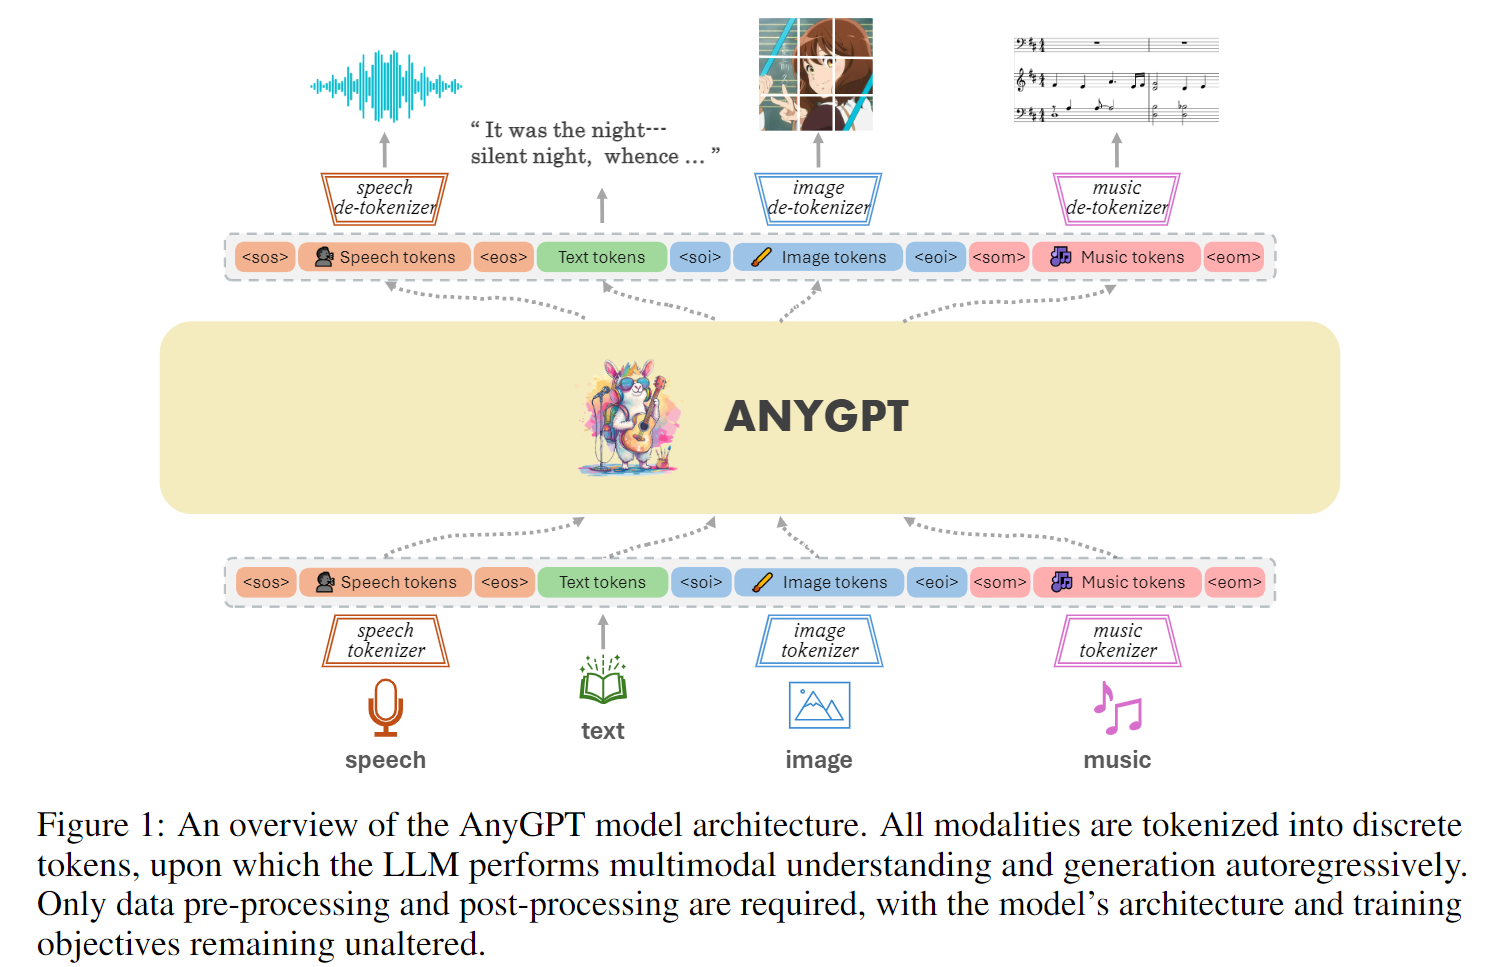 “ It was the night---
silent night, whence ... ”
speech
de-tokenizer
image
de-tokenizer
music
de-tokenizer
<sos> Speech tokens <eos> Text tokens <soi> Image tokens <eoi> <som> Music tokens <eom>
ANYGPT
<sos> Speech tokens <eos> Text tokens <soi> Image tokens <eoi> <som> Music tokens <eom>
speech
tokenizer
image
tokenizer
music
tokenizer
speech
text
image
music
Figure 1: An overview of the AnyGPT model architecture. All modalities are tokenized into discrete
tokens, upon which the LLM performs multimodal understanding and generation autoregressively.
Only data pre-processing and post-processing are required, with the model’s architecture and training
objectives remaining unaltered.